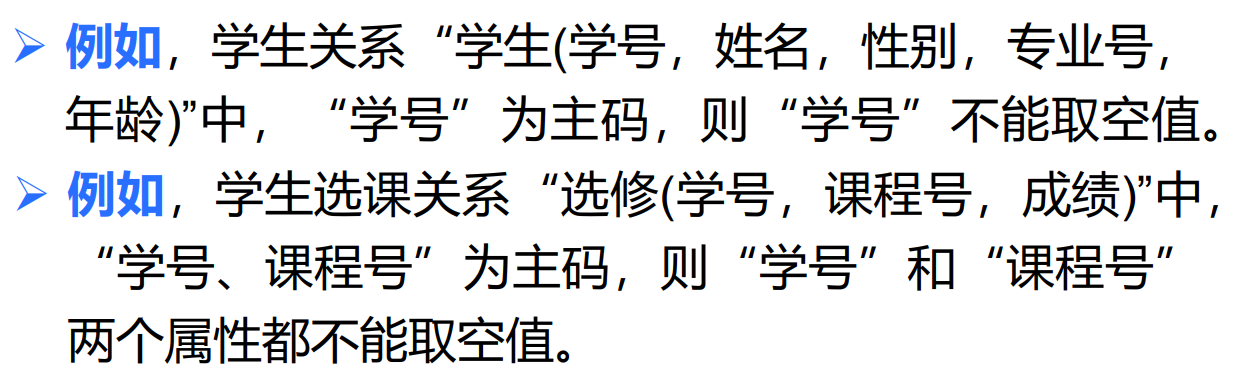 ➢ 例如，学生关系“学生(学号，姓名，性别，专业号，
年龄)”中，“学号”为主码，则“学号”不能取空值。
➢ 例如，学生选课关系“选修(学号，课程号，成绩)”中，
“学号、课程号”为主码，则“学号”和“课程号”
两个属性都不能取空值。